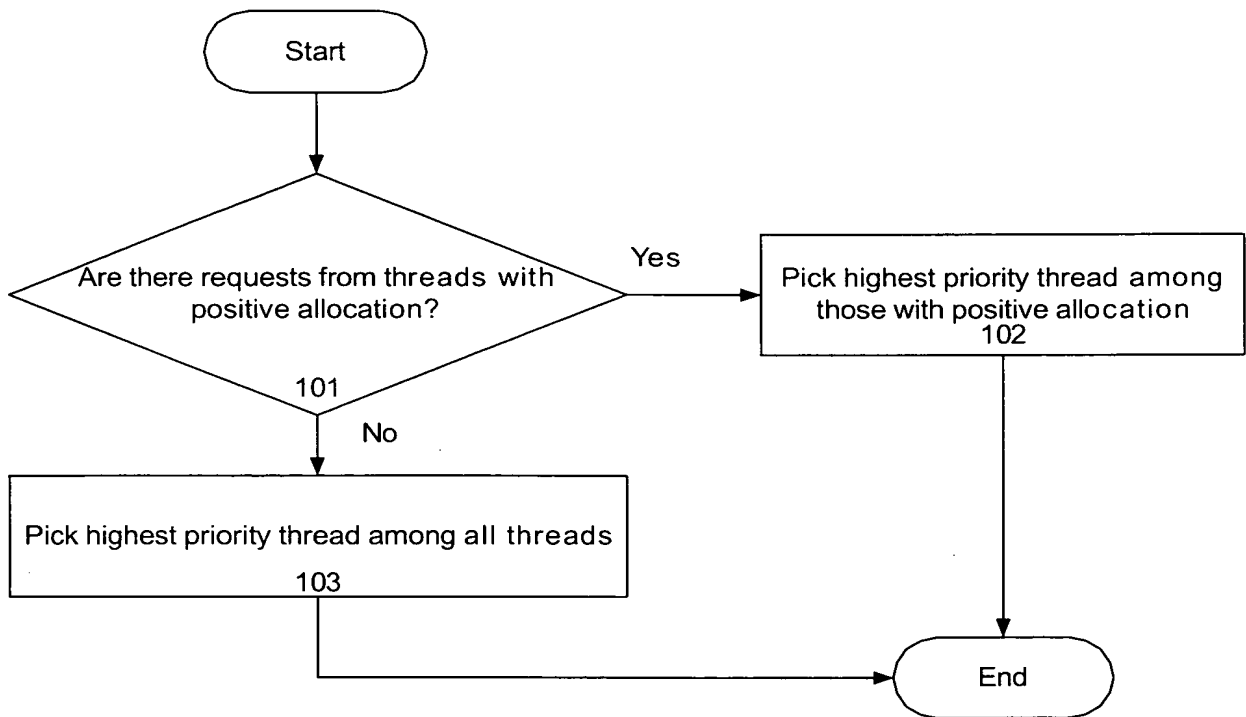 Start
Are there requests from threads with
positive allocation?
101
Yes
Pick highest priority thread among
those with positive allocation
102
No
Pick highest priority thread among all threads
103
End